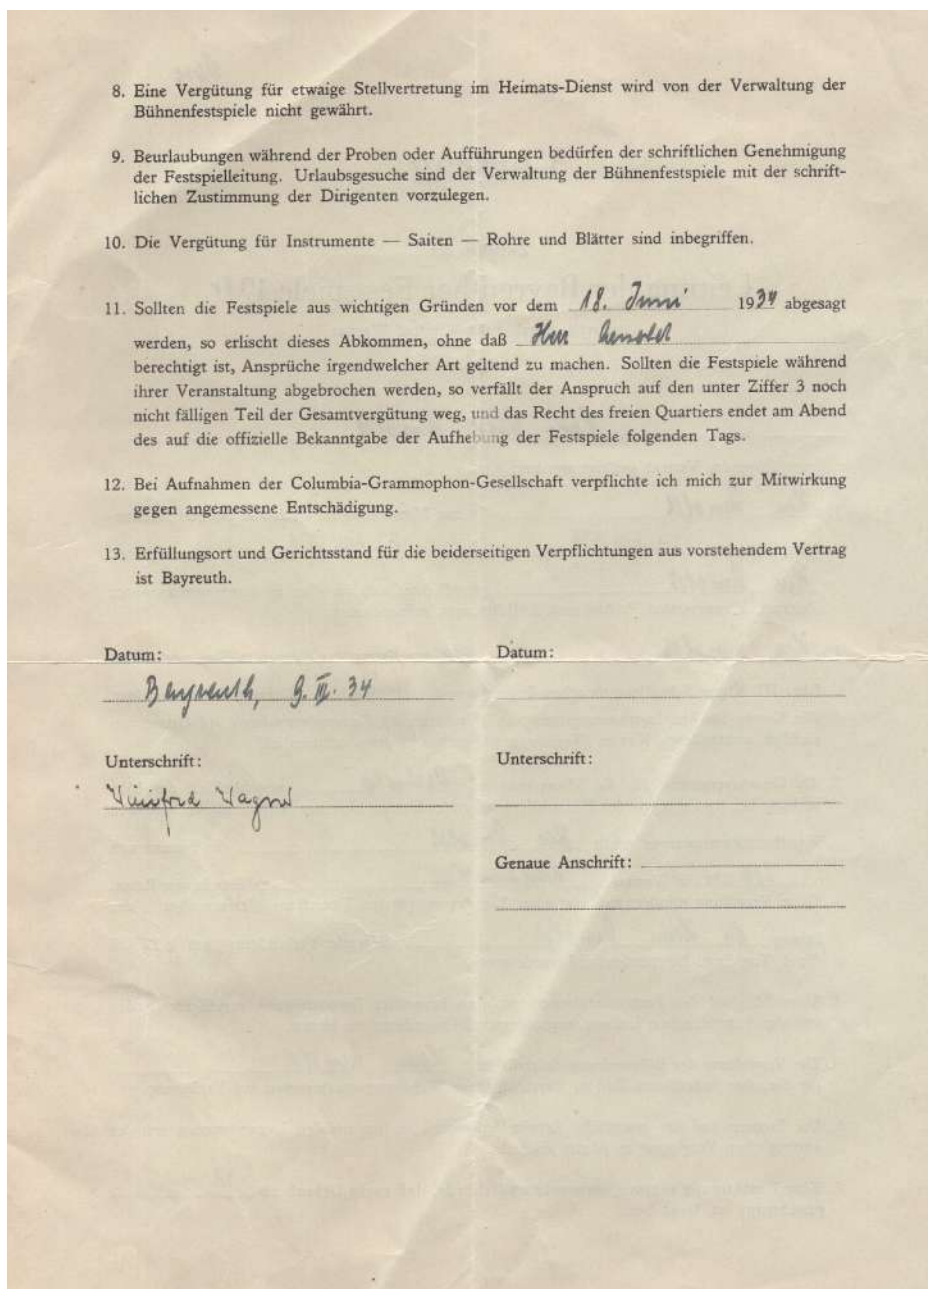 8. Eine Vergütung für etwaige Stellvertretung im Heimats-Dienst wird von der Verwaltung der
Bühnenfestspiele nicht gewährt.
9. Beurlaubungen während der Proben oder Aufführungen bedürfen der schriftlichen Genehmigung
der Festspielleitung. Urlaubsgesuche sind der Verwaltung der Bühnenfestspiele mit der schrift-
lichen Zustimmung der Dirigenten vorzulegen.
10. Die Vergütung für Instrumente — Saiten — Rohre und Blätter sind inbegriffen.
11. Sollten die Festspiele aus wichtigen Gründen vor dem 18. Juni 1934 abgesagt
werden, so erlischt dieses Abkommen, ohne daß Herr
berechtigt ist, Ansprüche irgendwelcher Art geltend zu machen. Sollten die Festspiele während
ihrer Veranstaltung abgebrochen werden, so verfällt der Anspruch auf den unter Ziffer 3 noch
nicht fälligen Teil der Gesamtvergütung weg, und das Recht des freien Quartiers endet am Abend
des auf die offizielle Bekanntgabe der Aufhebung der Festspiele folgenden Tags.
12. Bei Aufnahmen der Columbia-Grammophon-Gesellschaft verpflichte ich mich zur Mitwirkung
gegen angemessene Entschädigung.
13. Erfüllungsort und Gerichtsstand für die beiderseitigen Verpflichtungen aus vorstehendem Vertrag
ist Bayreuth.
Datum:
Bayreuth, 9. III. 34
Unterschrift:
Winifred Wagner
Datum:
Unterschrift:
Genaue Anschrift: